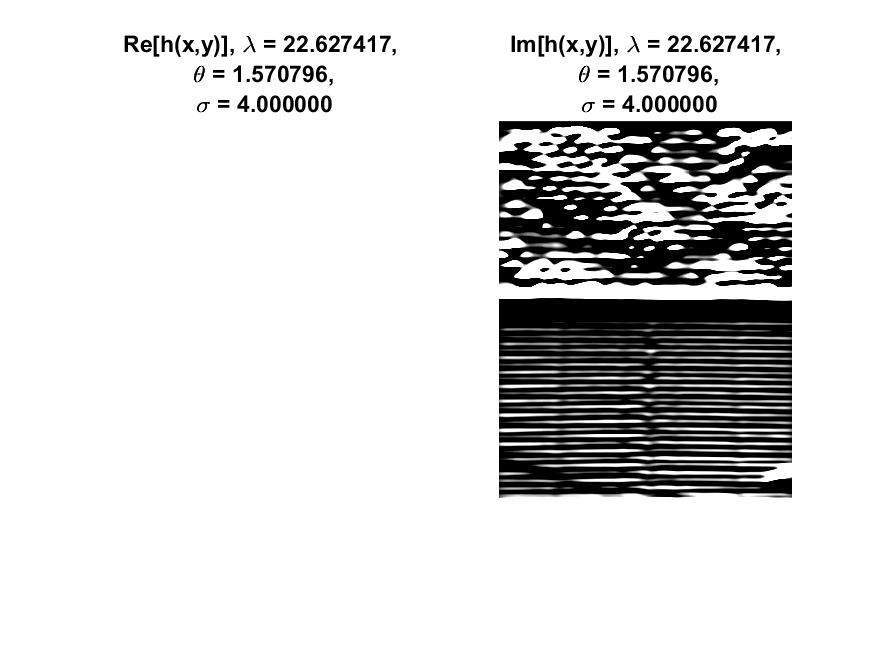 Re[h(x,y)], λ = 22.627417,
θ = 1.570796,
σ = 4.000000
Im[h(x,y)], λ = 22.627417,
θ = 1.570796,
σ = 4.000000